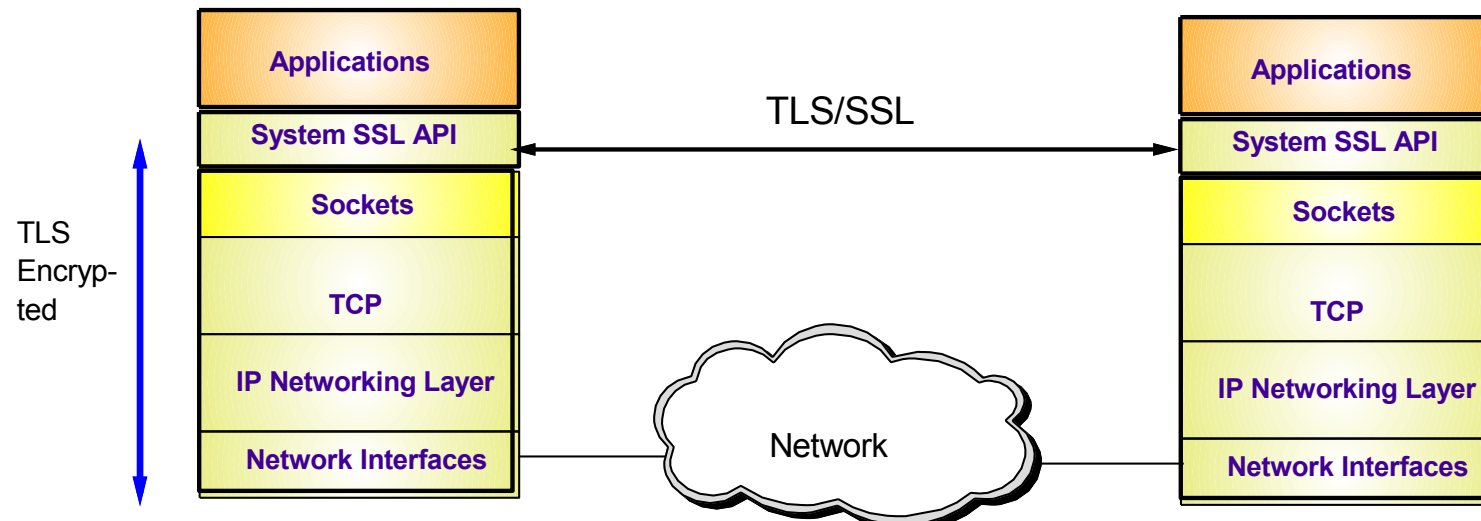 Applications
System SSL API
Sockets
TCP
IP Networking Layer
Network Interfaces
TLS
Encryp-
ted
TLS/SSL
Network
Applications
System SSL API
Sockets
TCP
IP Networking Layer
Network Interfaces